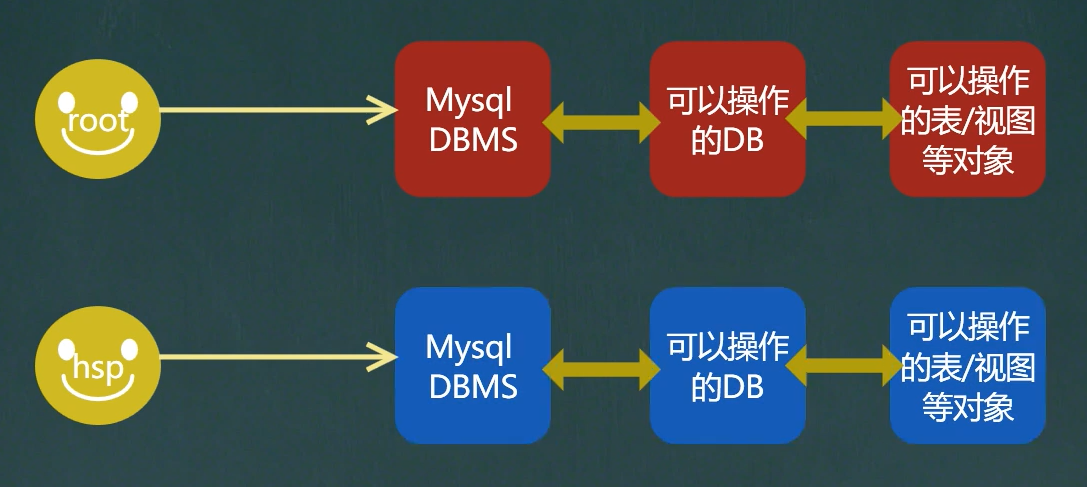 root
Mysql
DBMS
可以操作
的DB
可以操作
的表/视图
等对象
hsp
Mysql
DBMS
可以操作
的DB
可以操作
的表/视图
等对象